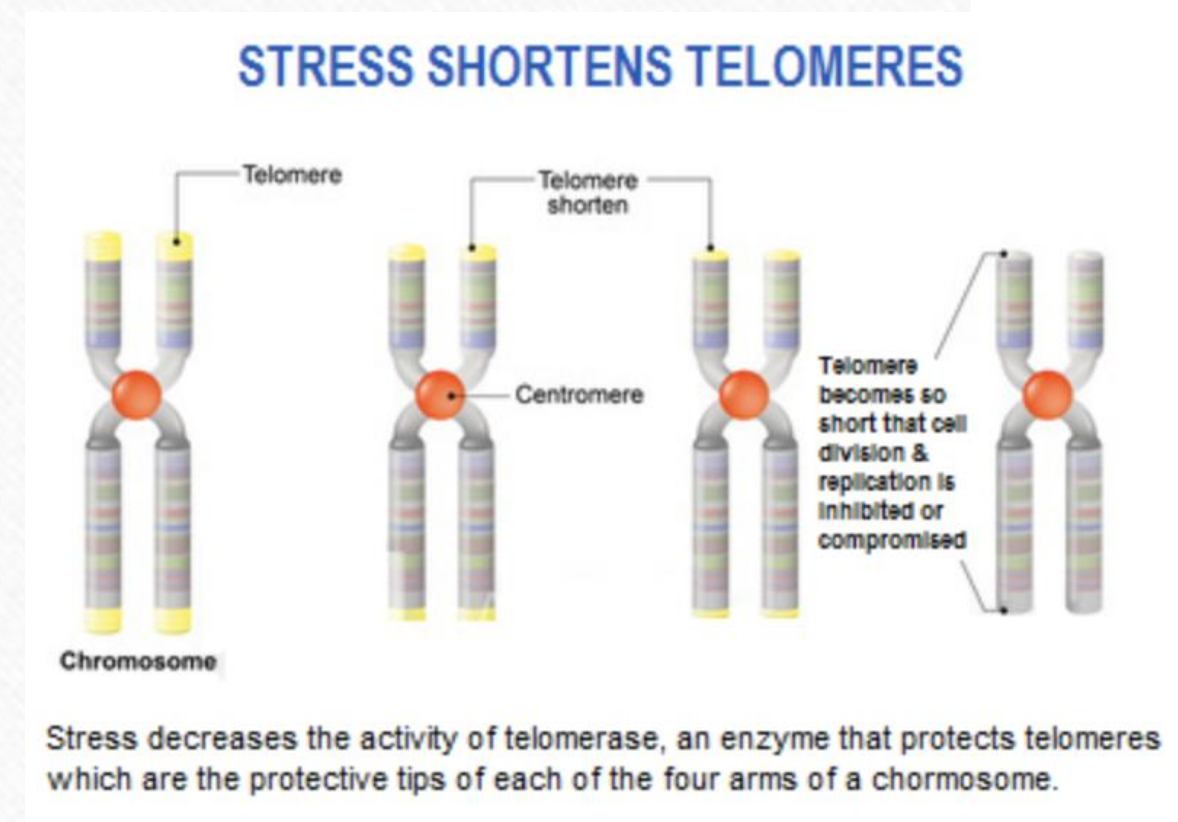 STRESS SHORTENS TELOMERES
Telomere
Telomere
shorten
Centromere
Telomere
becomes so
short that cell
division &
replication is
inhibited or
compromised
Chromosome
Stress decreases the activity of telomerase, an enzyme that protects telomeres
which are the protective tips of each of the four arms of a chormosome.